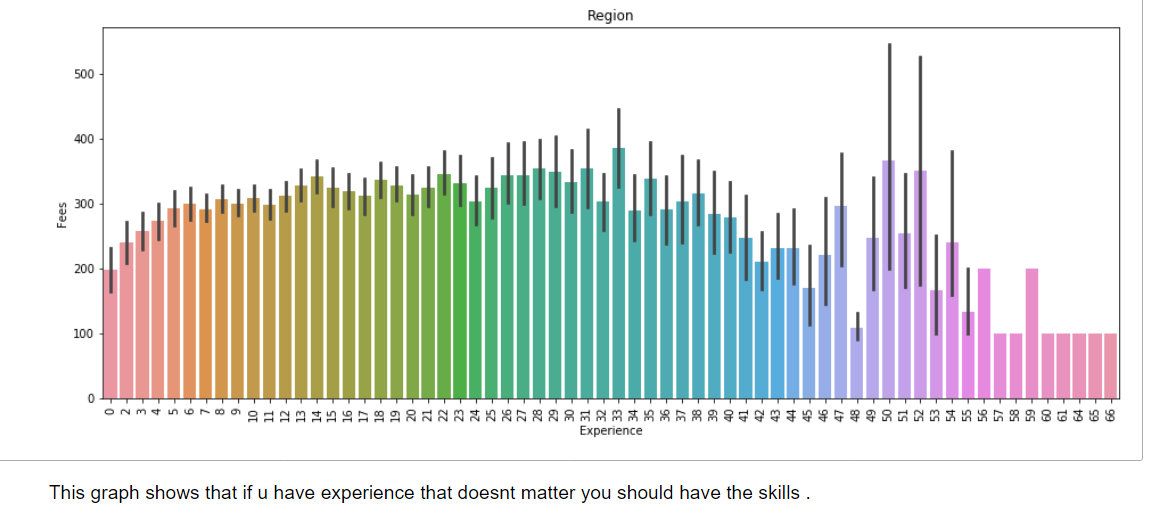 Region
500
400
300
200
100
0
Fees
0 2 3 4 5 6 7 8 9 10 11 12 13 14 15 16 17 18 19 20 21 22 23 24 25 26 27 28 29 30 31 32 33 34 35 36 37 38 39 40 41 42 43 44 45 46 47 48 49 50 51 52 53 54 55 56 57 58 59 60 61 64 65 66
Experience
This graph shows that if u have experience that doesnt matter you should have the skills .